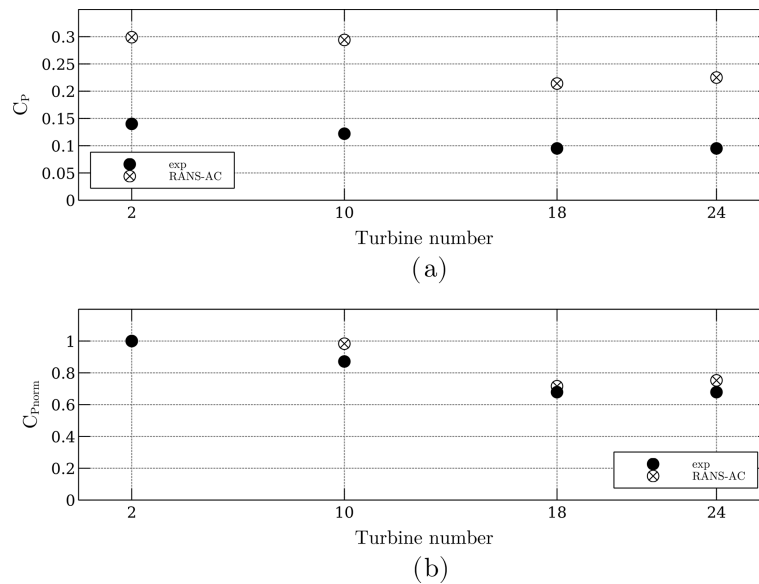 0.3
0.25
0.2
0.15
0.1
0.05
0
C_P
exp
RANS-AC
2 10 18 24
Turbine number
(a)
1
0.8
0.6
0.4
0.2
0
C_Pnorm
exp
RANS-AC
2 10 18 24
Turbine number
(b)